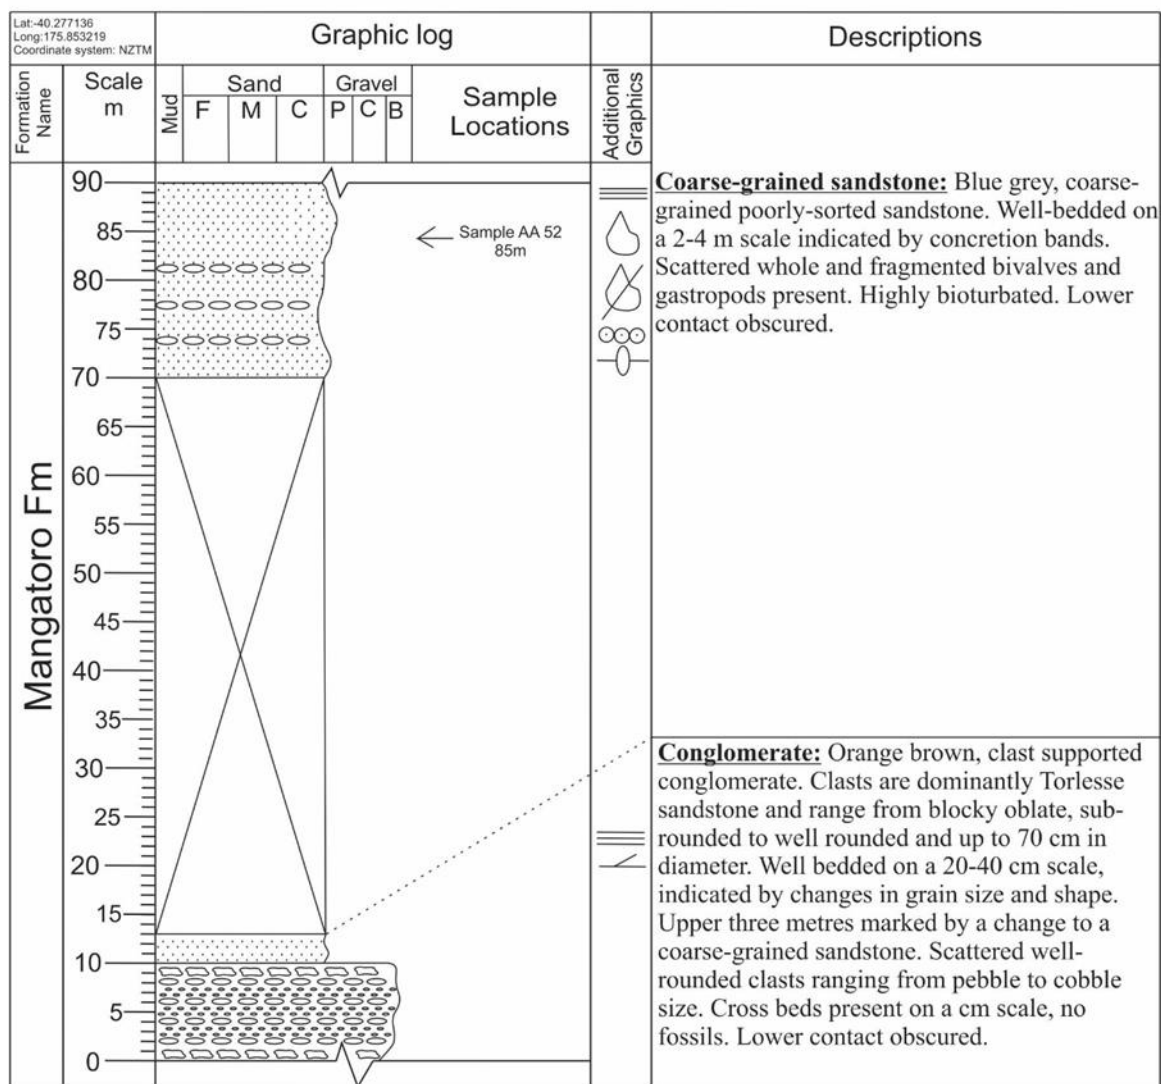 Lat:-40.277136
Long:175.853219
Coordinate system: NZTM
Graphic log
Descriptions
Formation
Name
Scale
m
Mud
Sand
F M C
Gravel
P C B
Sample
Locations
Additional
Graphics
Mangatoro Fm
90
85
80
75
70
65
60
55
50
45
40
35
30
25
20
15
10
5
0
Sample AA 52
85m
Coarse-grained sandstone: Blue grey, coarse-
grained poorly-sorted sandstone. Well-bedded on
a 2-4 m scale indicated by concretion bands.
Scattered whole and fragmented bivalves and
gastropods present. Highly bioturbated. Lower
contact obscured.
Conglomerate: Orange brown, clast supported
conglomerate. Clasts are dominantly Torlesse
sandstone and range from blocky oblate, sub-
rounded to well rounded and up to 70 cm in
diameter. Well bedded on a 20-40 cm scale,
indicated by changes in grain size and shape.
Upper three metres marked by a change to a
coarse-grained sandstone. Scattered well-
rounded clasts ranging from pebble to cobble
size. Cross beds present on a cm scale, no
fossils. Lower contact obscured.